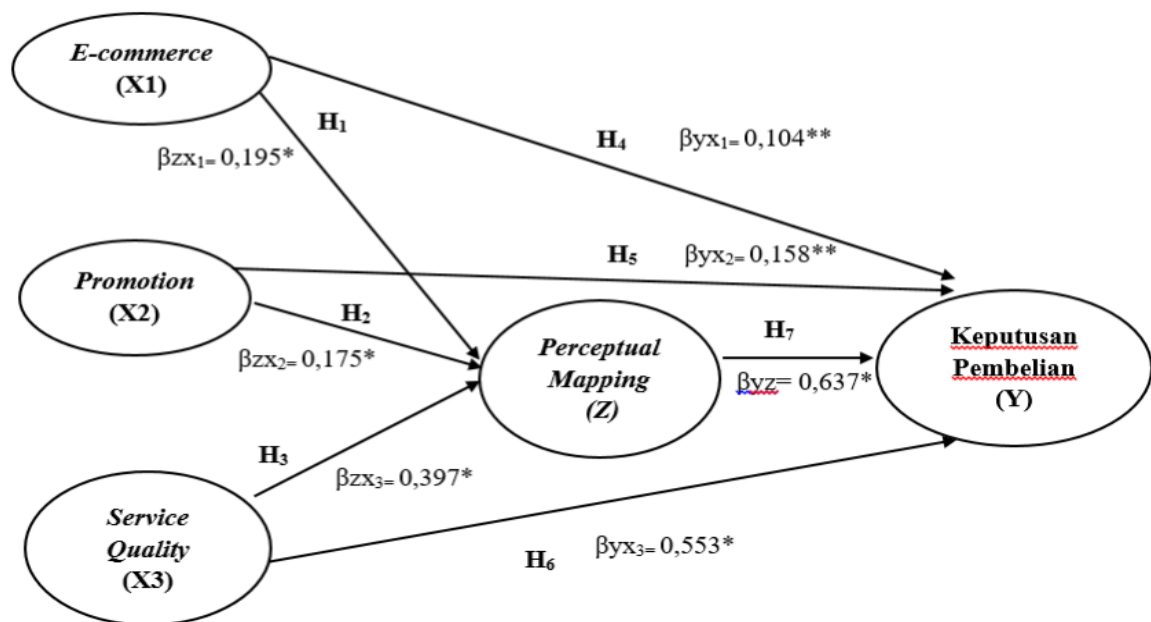 E-commerce
(X1)
H₁
βzx₁= 0,195*
H₄
βyx₁= 0,104**
Promotion
(X2)
H₅
βyx₂= 0,158**
H₂
βzx₂= 0,175*
Perceptual
Mapping
(Z)
H₇
βyz= 0,637*
Keputusan
Pembelian
(Y)
H₃
βzx₃= 0,397*
Service
Quality
(X3)
H₆
βyx₃= 0,553*